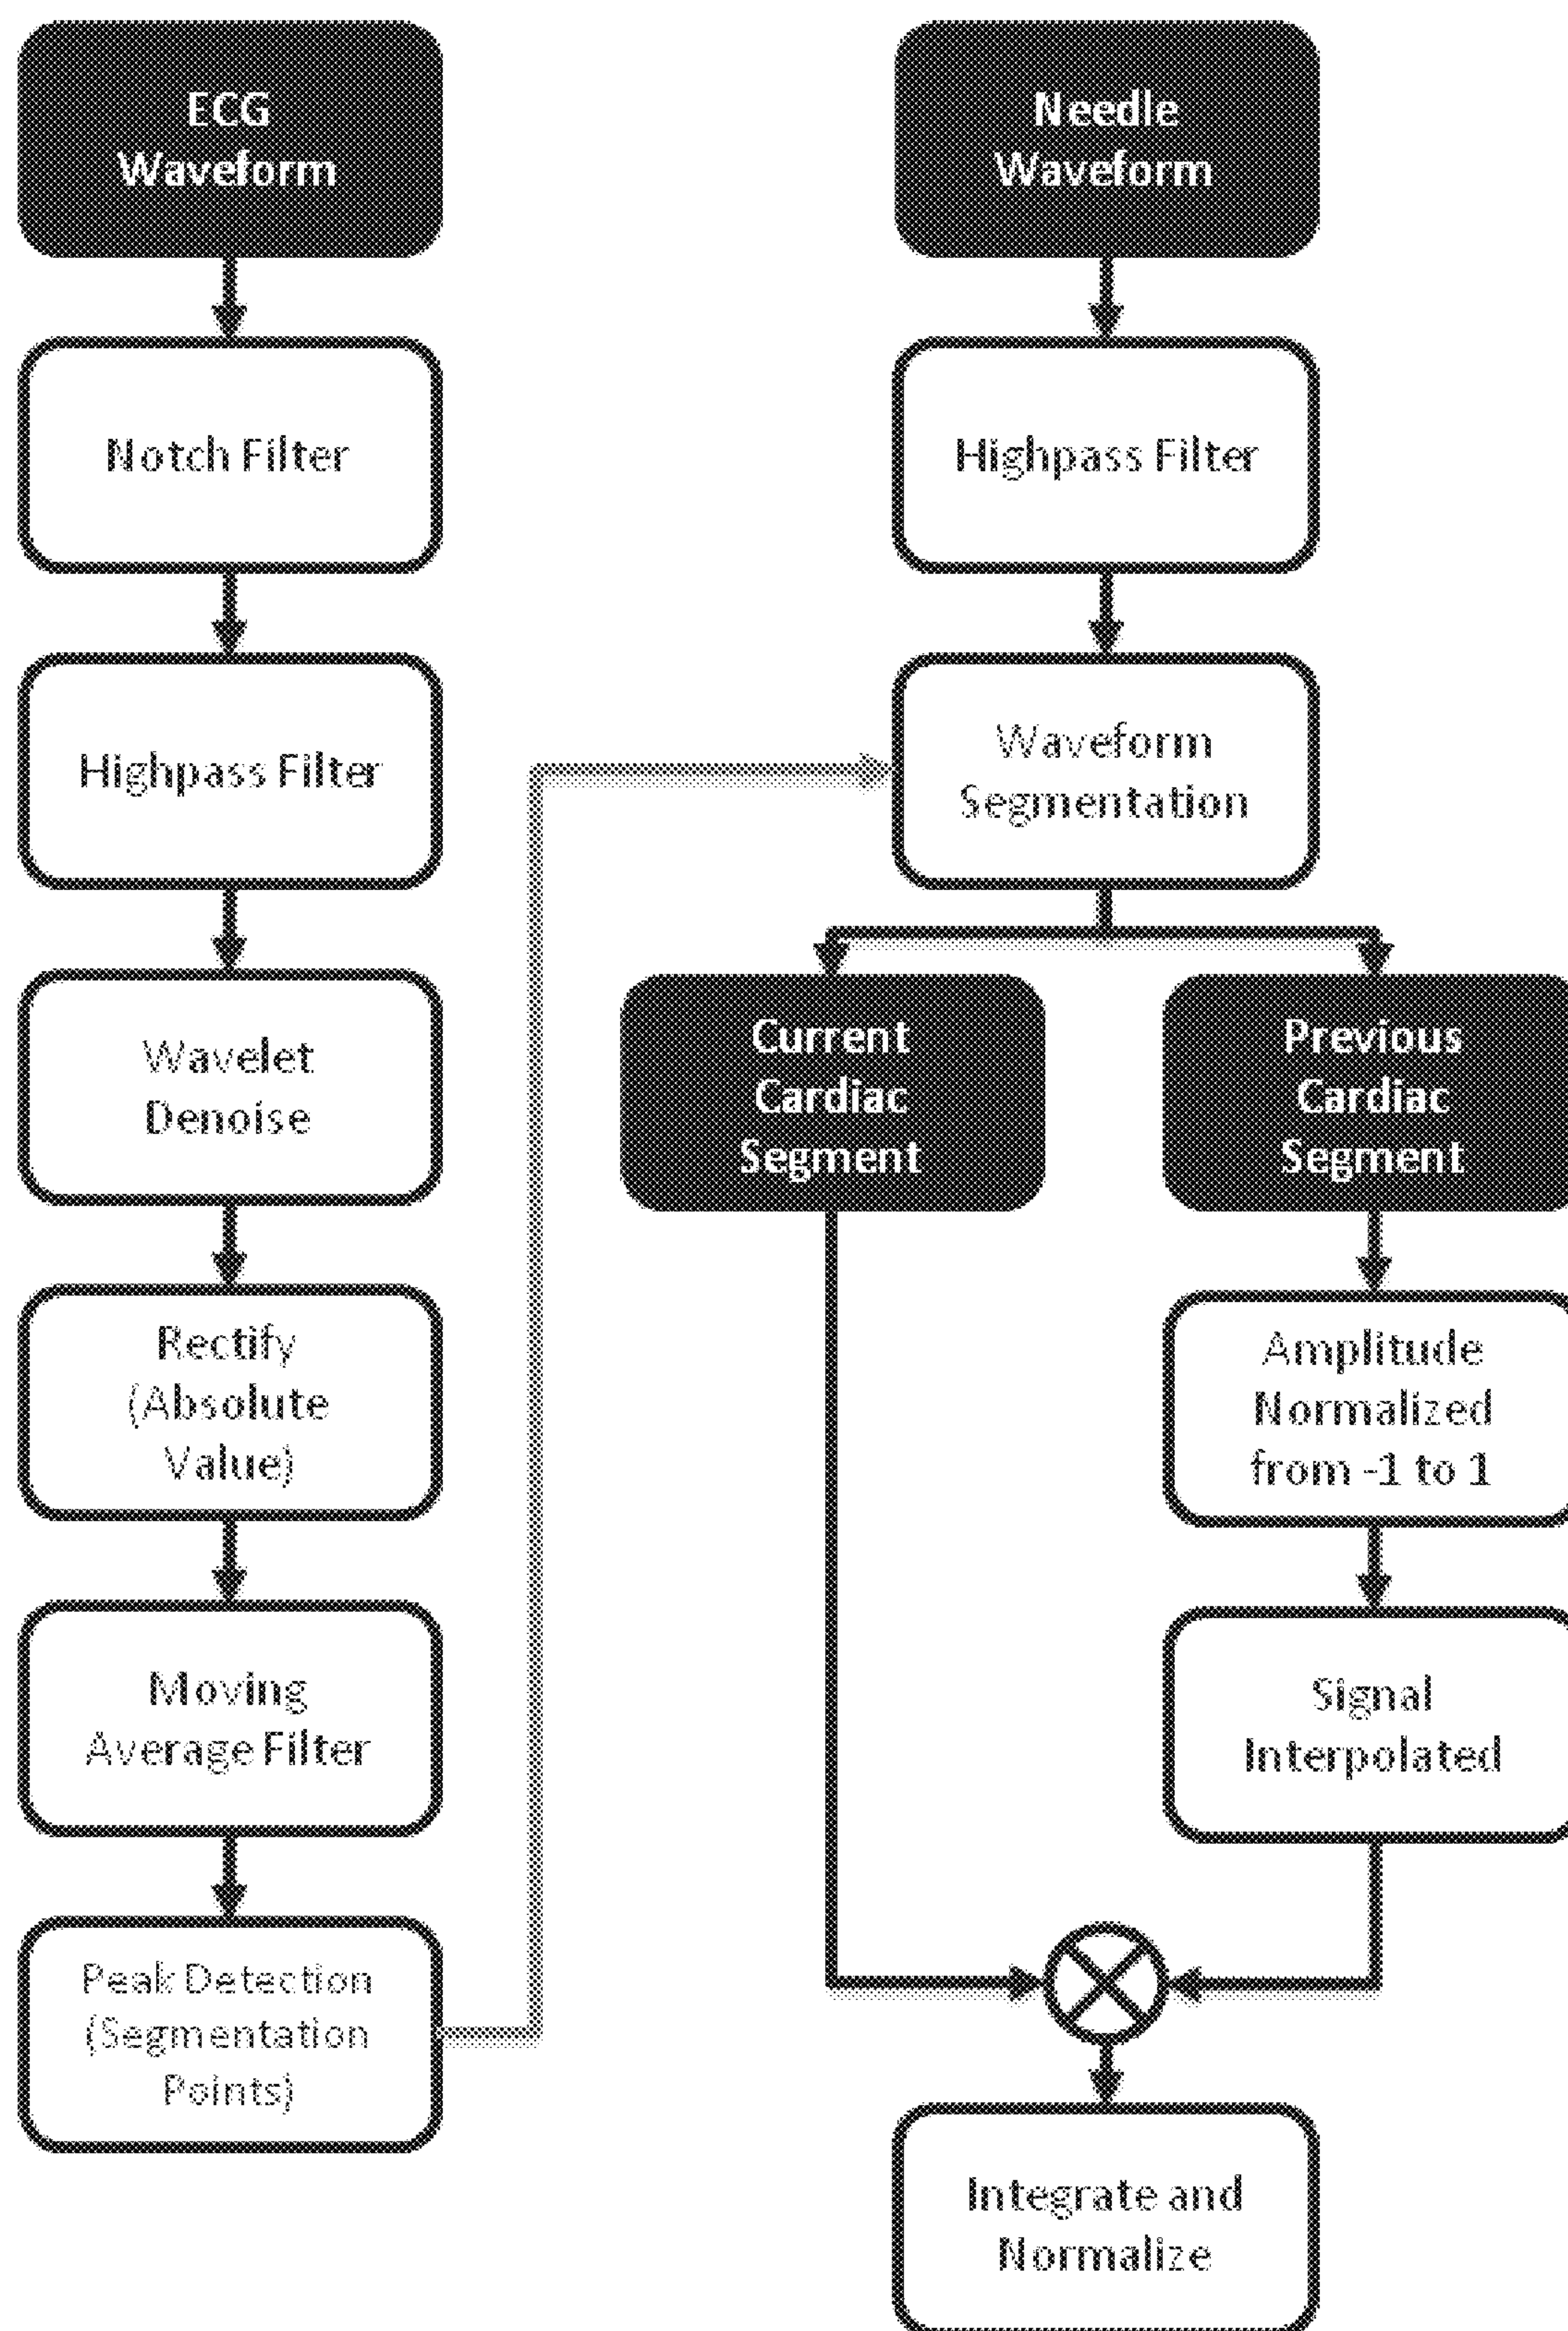 ECG
Waveform
Notch Filter
Highpass Filter
Wavelet
Denoise
Rectify
(Absolute
Value)
Moving
Average Filter
Peak Detection
(Segmentation
Points)
Needle
Waveform
Highpass Filter
Waveform
Segmentation
Current
Cardiac
Segment
Previous
Cardiac
Segment
Amplitude
Normalized
from -1 to 1
Signal
Interpolated
Integrate and
Normalize